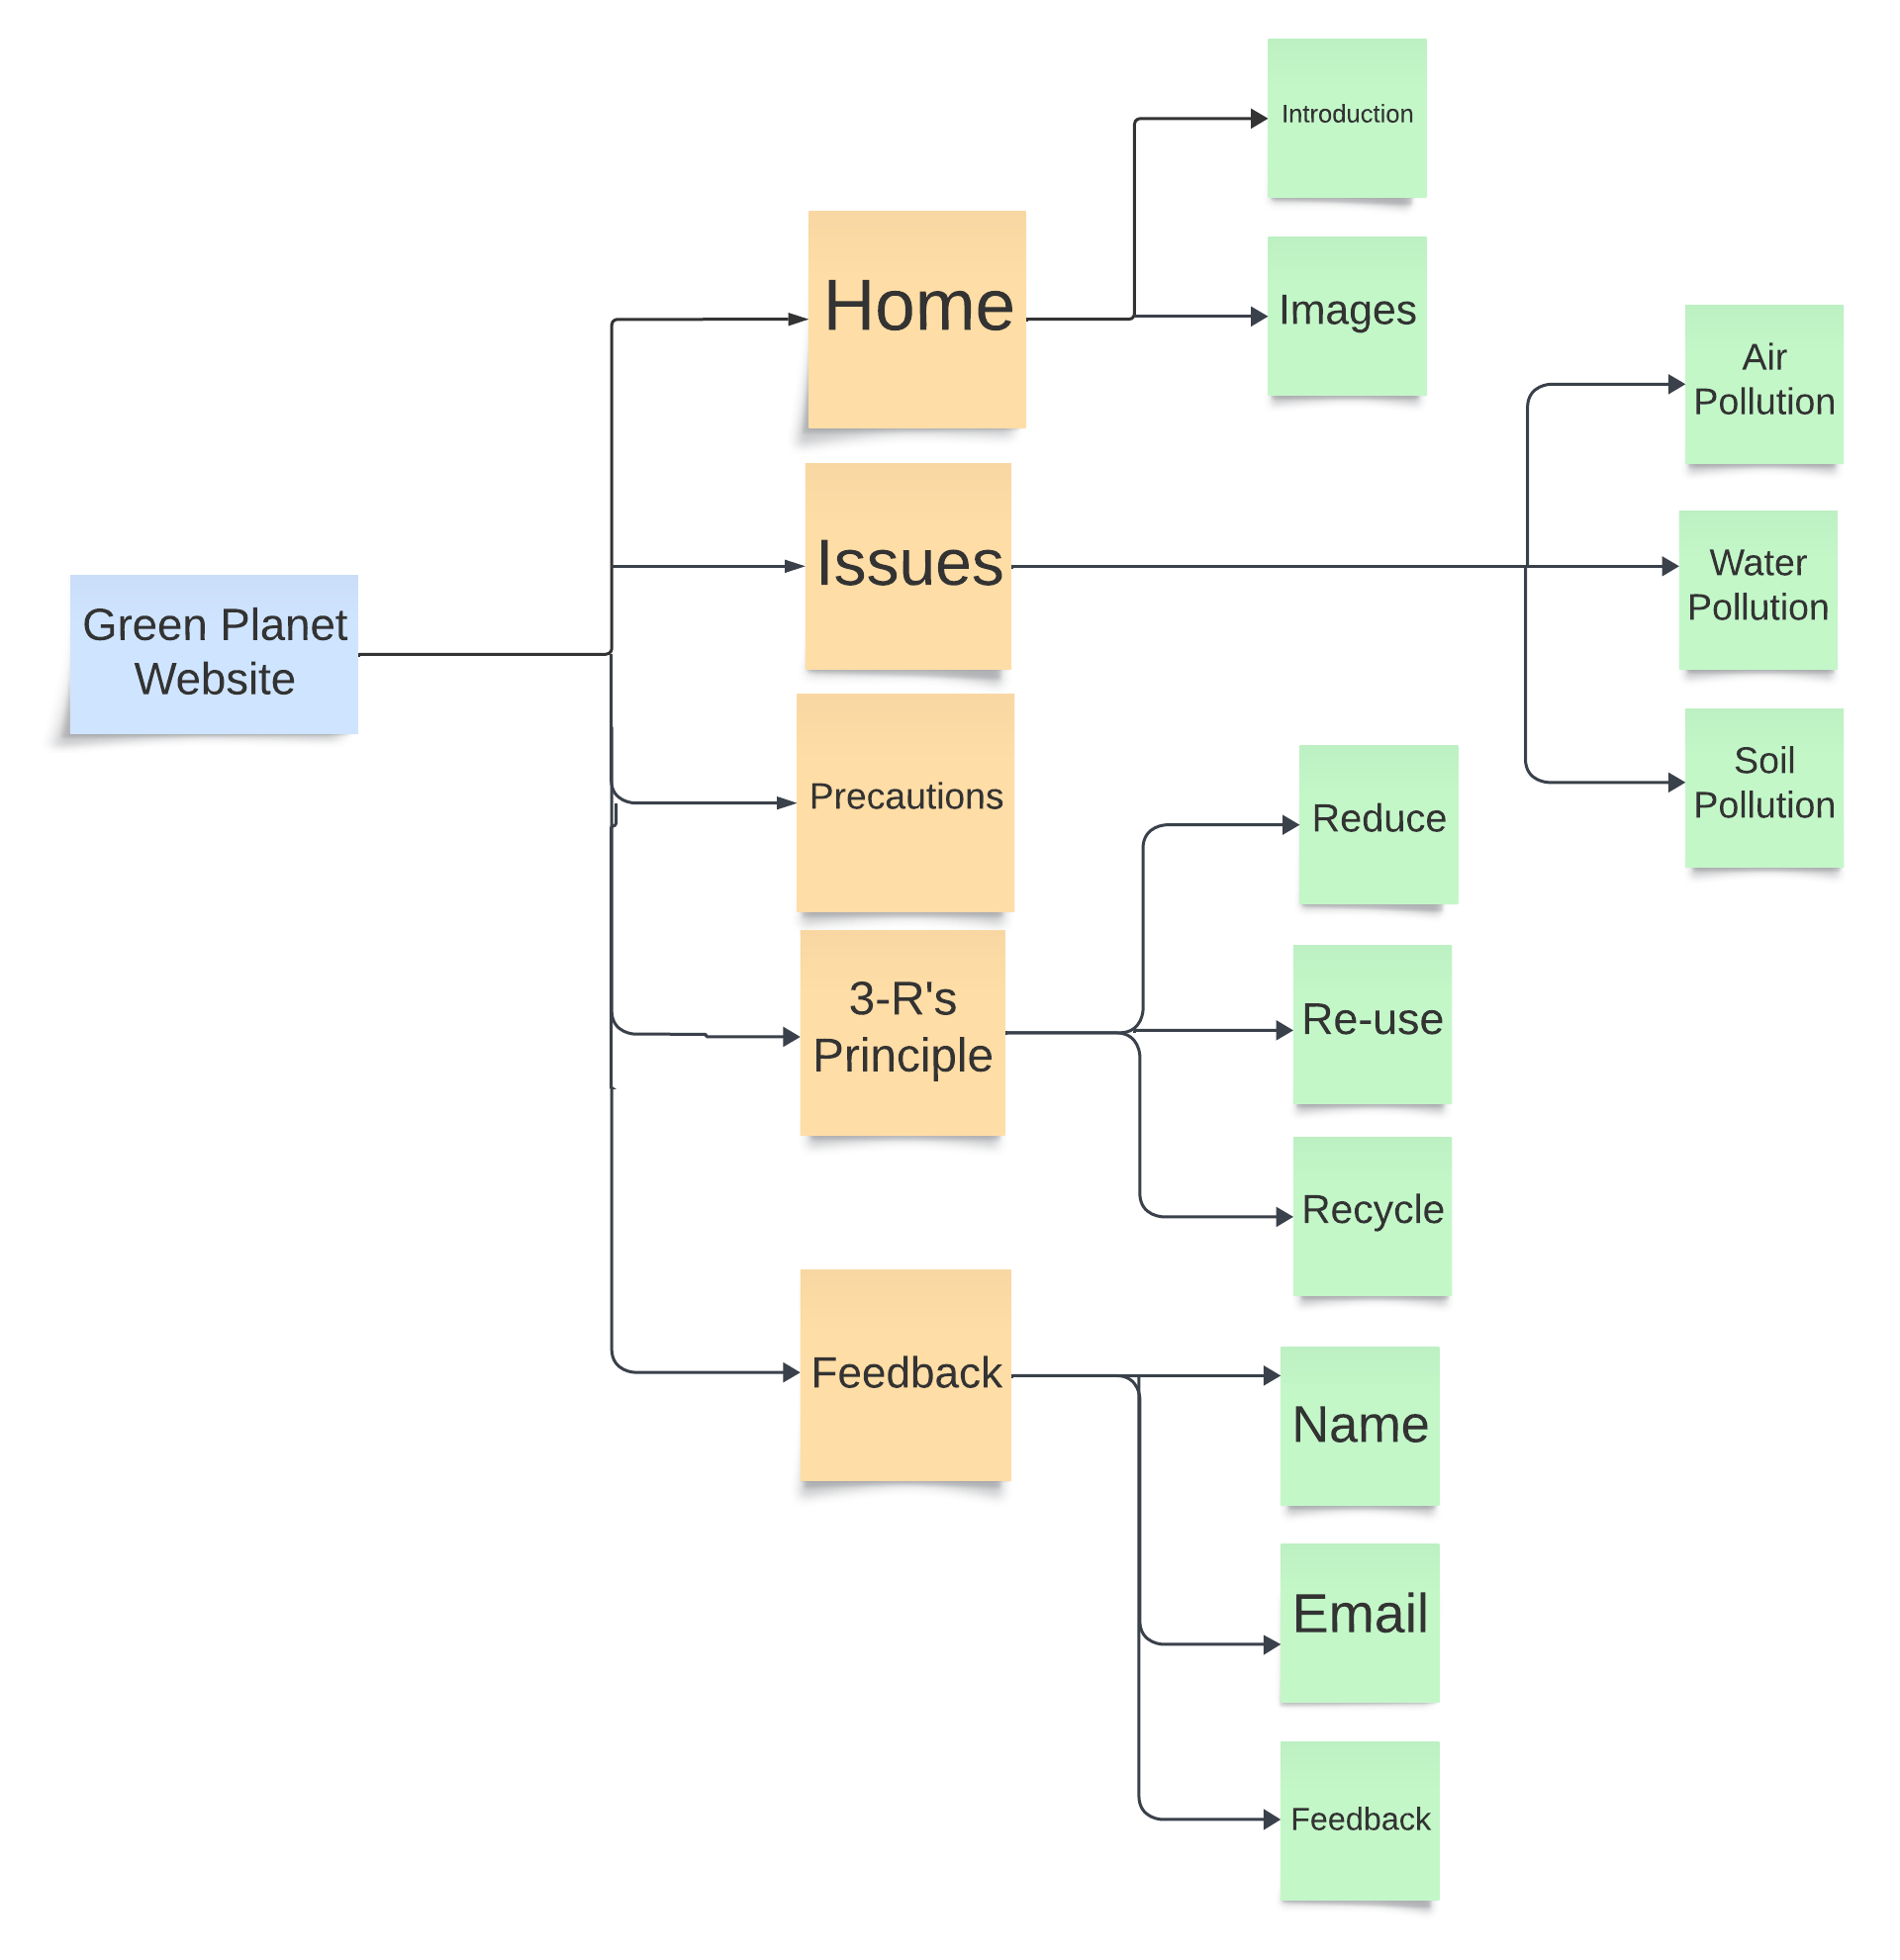 Green Planet
Website
Home
Introduction
Images
Issues
Air
Pollution
Water
Pollution
Soil
Pollution
Precautions
3-R's
Principle
Reduce
Re-use
Recycle
Feedback
Name
Email
Feedback